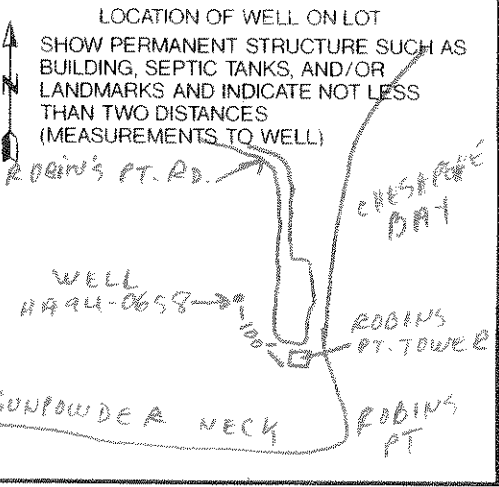 LOCATION OF WELL ON LOT
SHOW PERMANENT STRUCTURE SUCH AS
BUILDING, SEPTIC TANKS, AND/OR
LANDMARKS AND INDICATE NOT LESS
THAN TWO DISTANCES
(MEASUREMENTS TO WELL)
N
ROBIN'S PT. RD.
CHESAPEAKE
BAY
WELL
HA94-0658
100'
ROBINS
PT. TOWER
GUNPOWDER NECK
ROBINS
PT